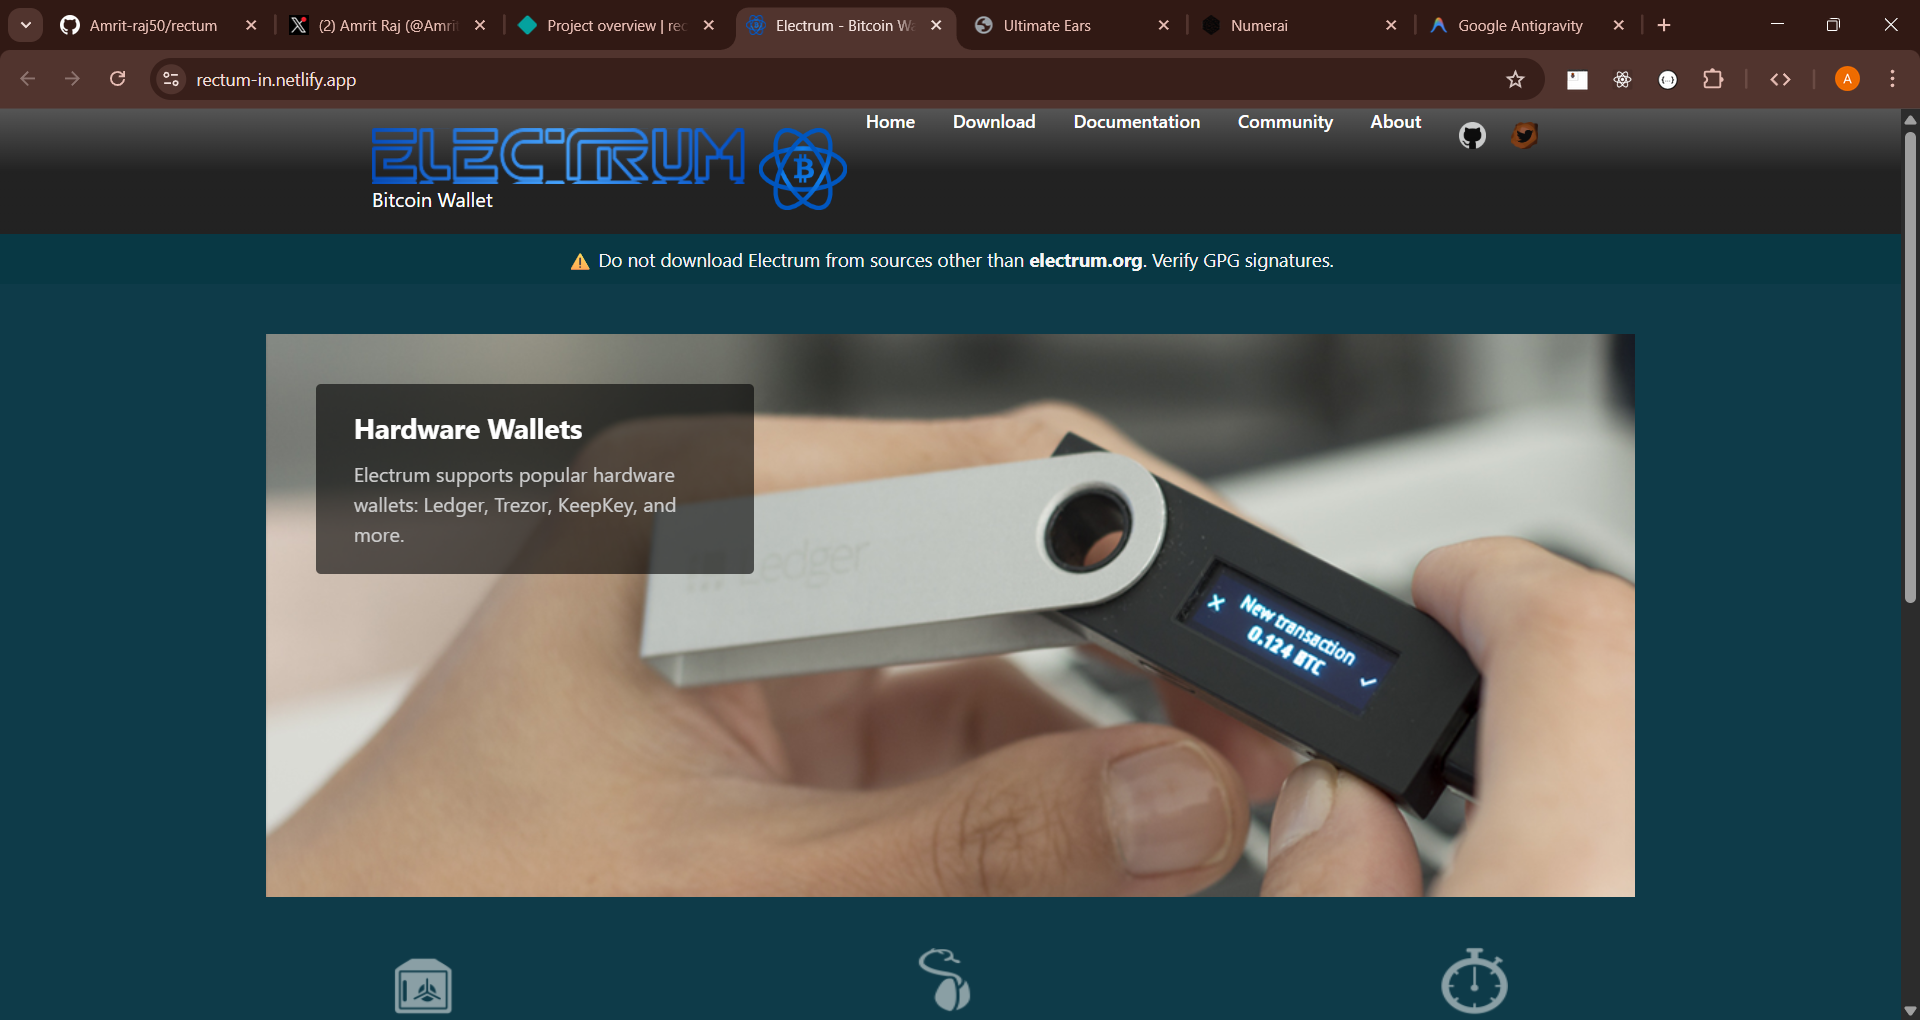 Amrit-raj50/rectum
(2) Amrit Raj (@Amri
Project overview | rec
Electrum - Bitcoin Wa
Ultimate Ears
Numerai
Google Antigravity
rectum-in.netlify.app
A
ELECTRUM
Bitcoin Wallet
Home
Download
Documentation
Community
About
Do not download Electrum from sources other than electrum.org. Verify GPG signatures.
Hardware Wallets
Electrum supports popular hardware
wallets: Ledger, Trezor, KeepKey, and
more.
Ledger
New transaction
0.124 BTC